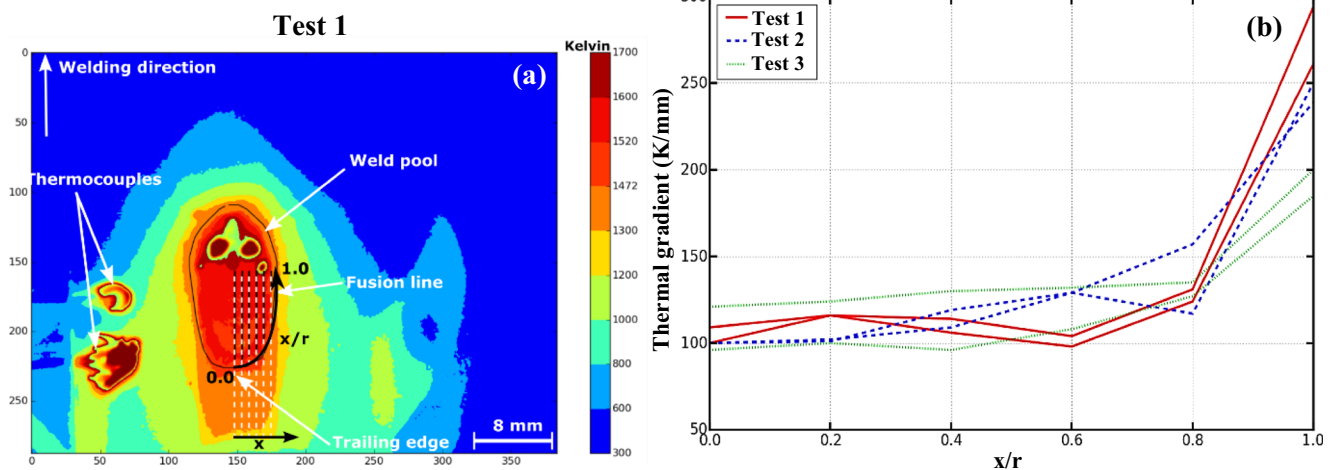 Test 1
Kelvin
Welding direction
(a)
Weld pool
Thermocouples
1.0
Fusion line
x/r
0.0
Trailing edge
x
8 mm
0
50
100
150
200
250
0
50
100
150
200
250
300
350
1700
1600
1520
1472
1300
1200
1000
800
600
300
Test 1
Test 2
Test 3
(b)
Thermal gradient (K/mm)
250
200
150
100
50
0.0
0.2
0.4
0.6
0.8
1.0
x/r